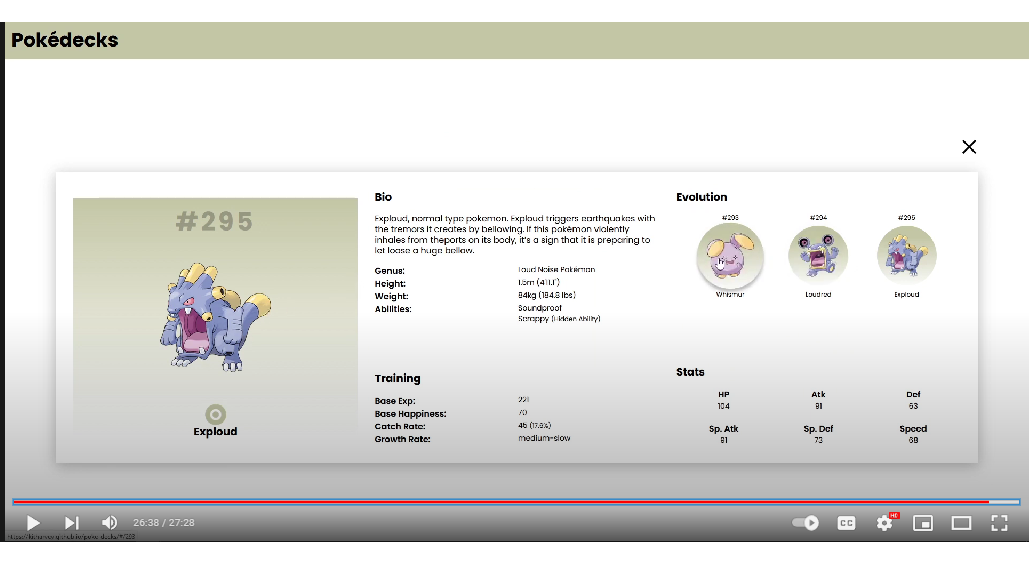 Pokédecks
#295
Exploud
Bio
Exploud, normal type pokemon. Exploud triggers earthquakes with
the tremors it creates by bellowing. If this pokémon violently
inhales from theports on its body, it's a sign that it is preparing to
let loose a huge bellow.
Genus: Loud Noise Pokémon
Height: 1.5m (4'11.1")
Weight: 84kg (184.8 lbs)
Abilities: Soundproof
Scrappy (Hidden Ability)
Training
Base Exp: 221
Base Happiness: 70
Catch Rate: 45 (17.6%)
Growth Rate: medium-slow
Evolution
#293 #294 #295
Whismur Loudred Exploud
Stats
HP Atk Def
104 91 63
Sp. Atk Sp. Def Speed
91 73 68
26:38 / 27:28
CC HD